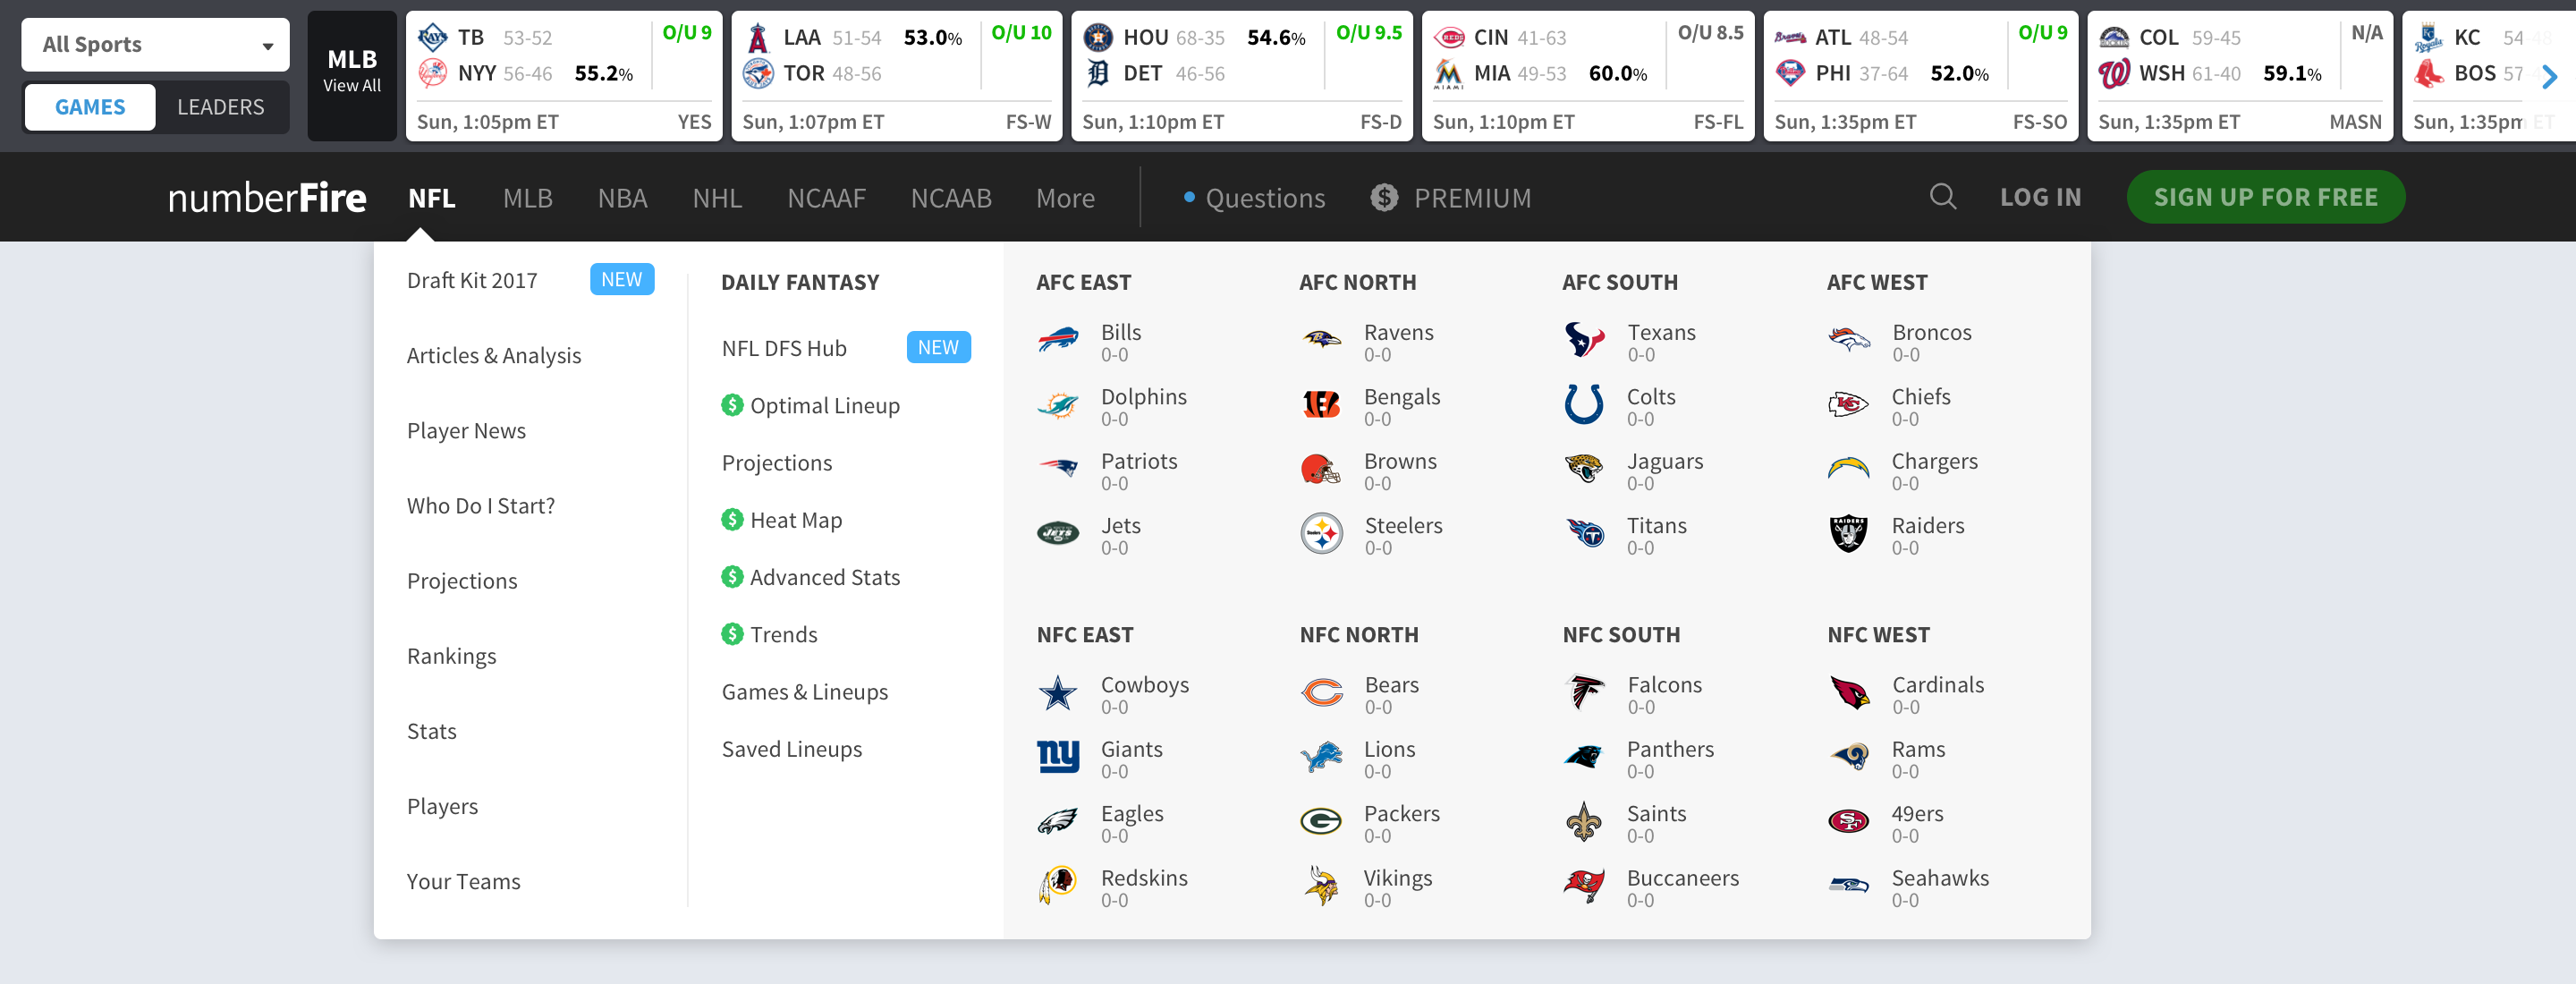 All Sports
GAMES LEADERS
MLB
View All
TB 53-52 O/U 9
NYY 56-46 55.2%
Sun, 1:05pm ET YES
LAA 51-54 53.0% O/U 10
TOR 48-56
Sun, 1:07pm ET FS-W
HOU 68-35 54.6% O/U 9.5
DET 46-56
Sun, 1:10pm ET FS-D
CIN 41-63 O/U 8.5
MIA 49-53 60.0%
Sun, 1:10pm ET FS-FL
ATL 48-54 O/U 9
PHI 37-64 52.0%
Sun, 1:35pm ET FS-SO
COL 59-45 N/A
WSH 61-40 59.1%
Sun, 1:35pm ET MASN
KC 54-48
BOS 57-
Sun, 1:35pm ET
numberFire NFL MLB NBA NHL NCAAF NCAAB More Questions PREMIUM LOG IN SIGN UP FOR FREE
Draft Kit 2017 NEW
Articles & Analysis
Player News
Who Do I Start?
Projections
Rankings
Stats
Players
Your Teams
DAILY FANTASY
NFL DFS Hub NEW
$ Optimal Lineup
Projections
$ Heat Map
$ Advanced Stats
$ Trends
Games & Lineups
Saved Lineups
AFC EAST
Bills
0-0
Dolphins
0-0
Patriots
0-0
Jets
0-0
AFC NORTH
Ravens
0-0
Bengals
0-0
Browns
0-0
Steelers
0-0
AFC SOUTH
Texans
0-0
Colts
0-0
Jaguars
0-0
Titans
0-0
AFC WEST
Broncos
0-0
Chiefs
0-0
Chargers
0-0
Raiders
0-0
NFC EAST
Cowboys
0-0
Giants
0-0
Eagles
0-0
Redskins
0-0
NFC NORTH
Bears
0-0
Lions
0-0
Packers
0-0
Vikings
0-0
NFC SOUTH
Falcons
0-0
Panthers
0-0
Saints
0-0
Buccaneers
0-0
NFC WEST
Cardinals
0-0
Rams
0-0
49ers
0-0
Seahawks
0-0